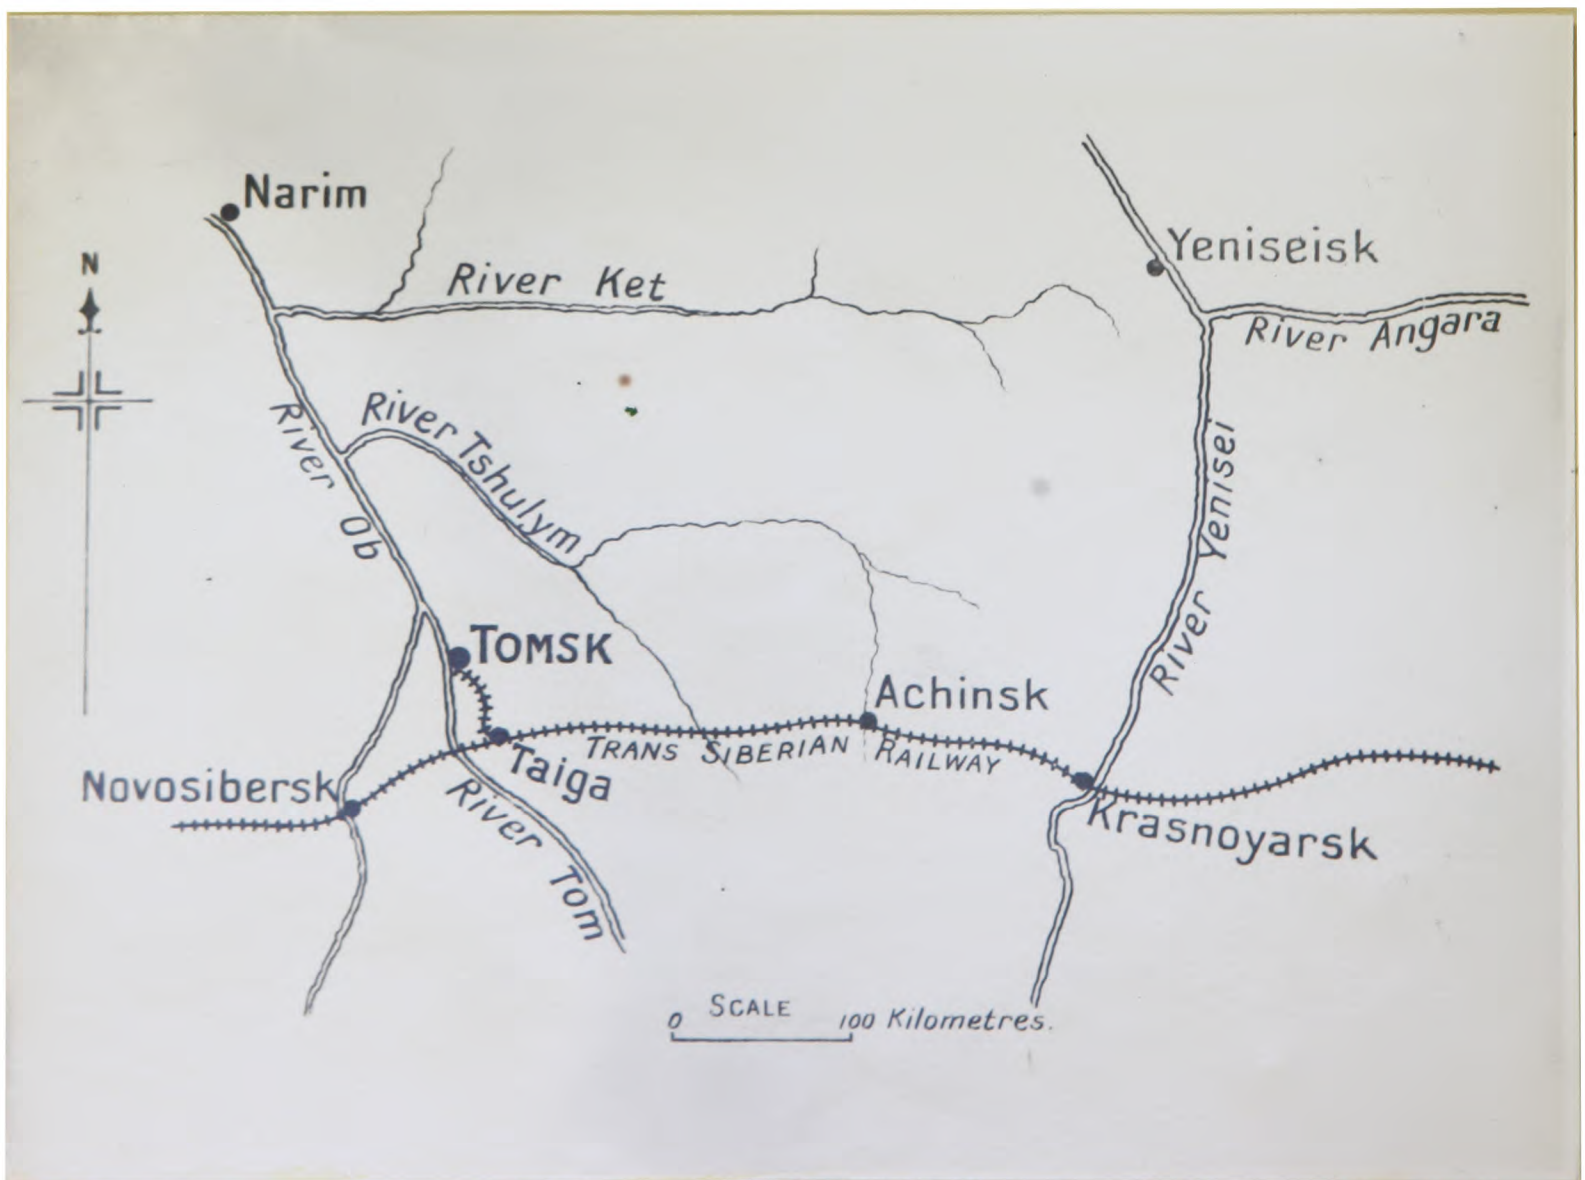 Narim
Yeniseisk
N
River Ket
River Angara
River Tshulym
River Ob
River Yenisei
TOMSK
Achinsk
TRANS SIBERIAN RAILWAY
Taiga
Novosibersk
River Tom
Krasnoyarsk
SCALE
0 100 Kilometres.